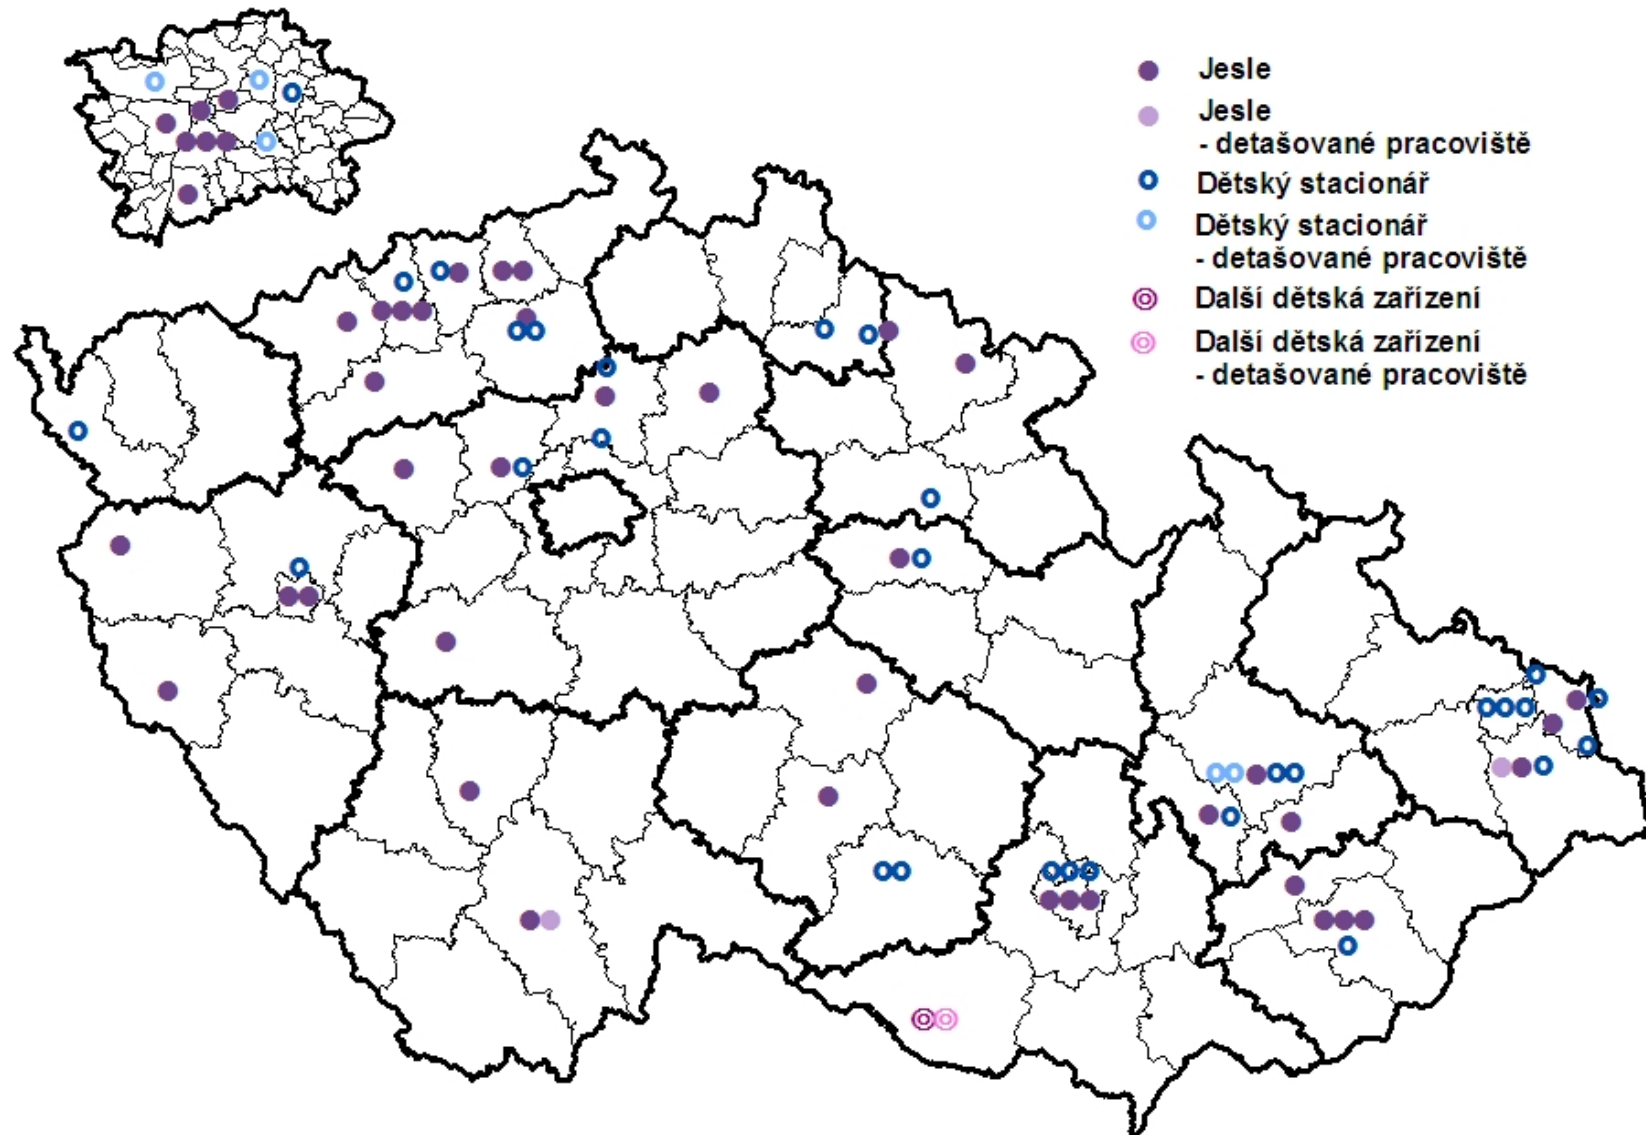 Jesle
Jesle
- detašované pracoviště
Dětský stacionář
Dětský stacionář
- detašované pracoviště
Další dětská zařízení
Další dětská zařízení
- detašované pracoviště